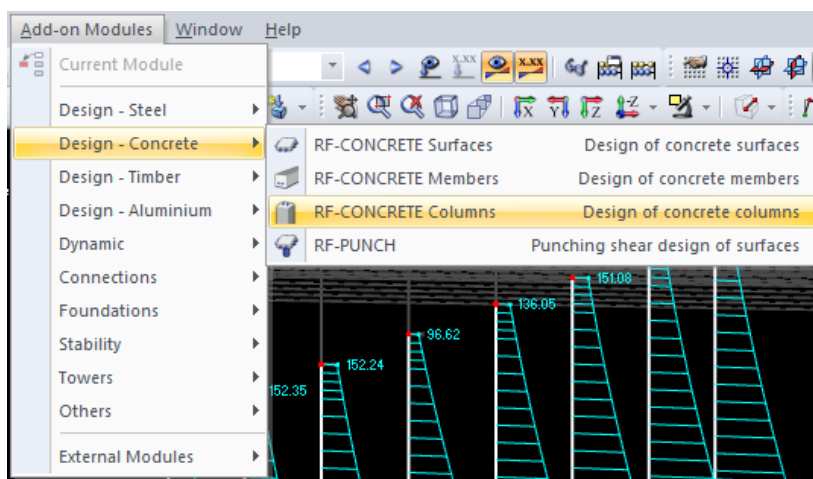 Add-on Modules Window Help
Current Module
X.XX X.XX
Design - Steel
X Y Z -Z
Design - Concrete
RF-CONCRETE Surfaces Design of concrete surfaces
Design - Timber
RF-CONCRETE Members Design of concrete members
Design - Aluminium
RF-CONCRETE Columns Design of concrete columns
Dynamic
RF-PUNCH Punching shear design of surfaces
Connections
151.08
Foundations
136.05
Stability
96.62
Towers
152.24
Others
152.35
External Modules